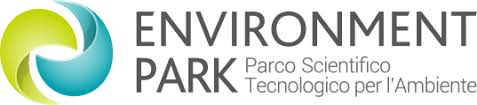 ENVIRONMENT
PARK Parco Scientifico
Tecnologico per l'Ambiente